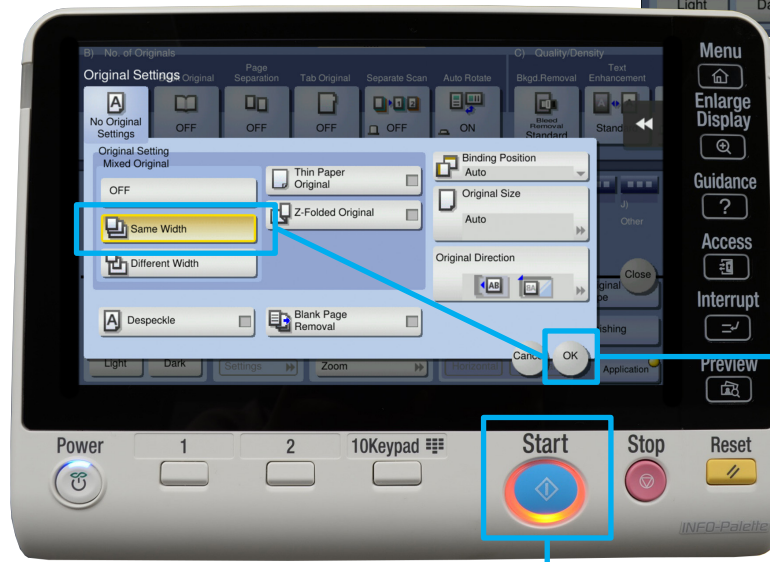 Light
B) No. of Originals
C) Quality/Density
Original Settings
Original
Page Separation
Tab Original
Separate Scan
Auto Rotate
Bkgd.Removal
Text Enhancement
No Original Settings
OFF
OFF
OFF
OFF
ON
Bleed Removal
Standard
Stand
Original Setting
Mixed Original
OFF
Same Width
Different Width
Thin Paper Original
Z-Folded Original
Binding Position
Auto
Original Size
Auto
Original Direction
AB
BA
J)
Other
Close
Despeckle
Blank Page Removal
Cancel
OK
Light
Dark
Settings
Zoom
Horizontal
Application
Menu
Enlarge Display
Guidance
?
Access
Interrupt
Preview
Power
1
2
10Keypad
Start
Stop
Reset
INFO-Palette